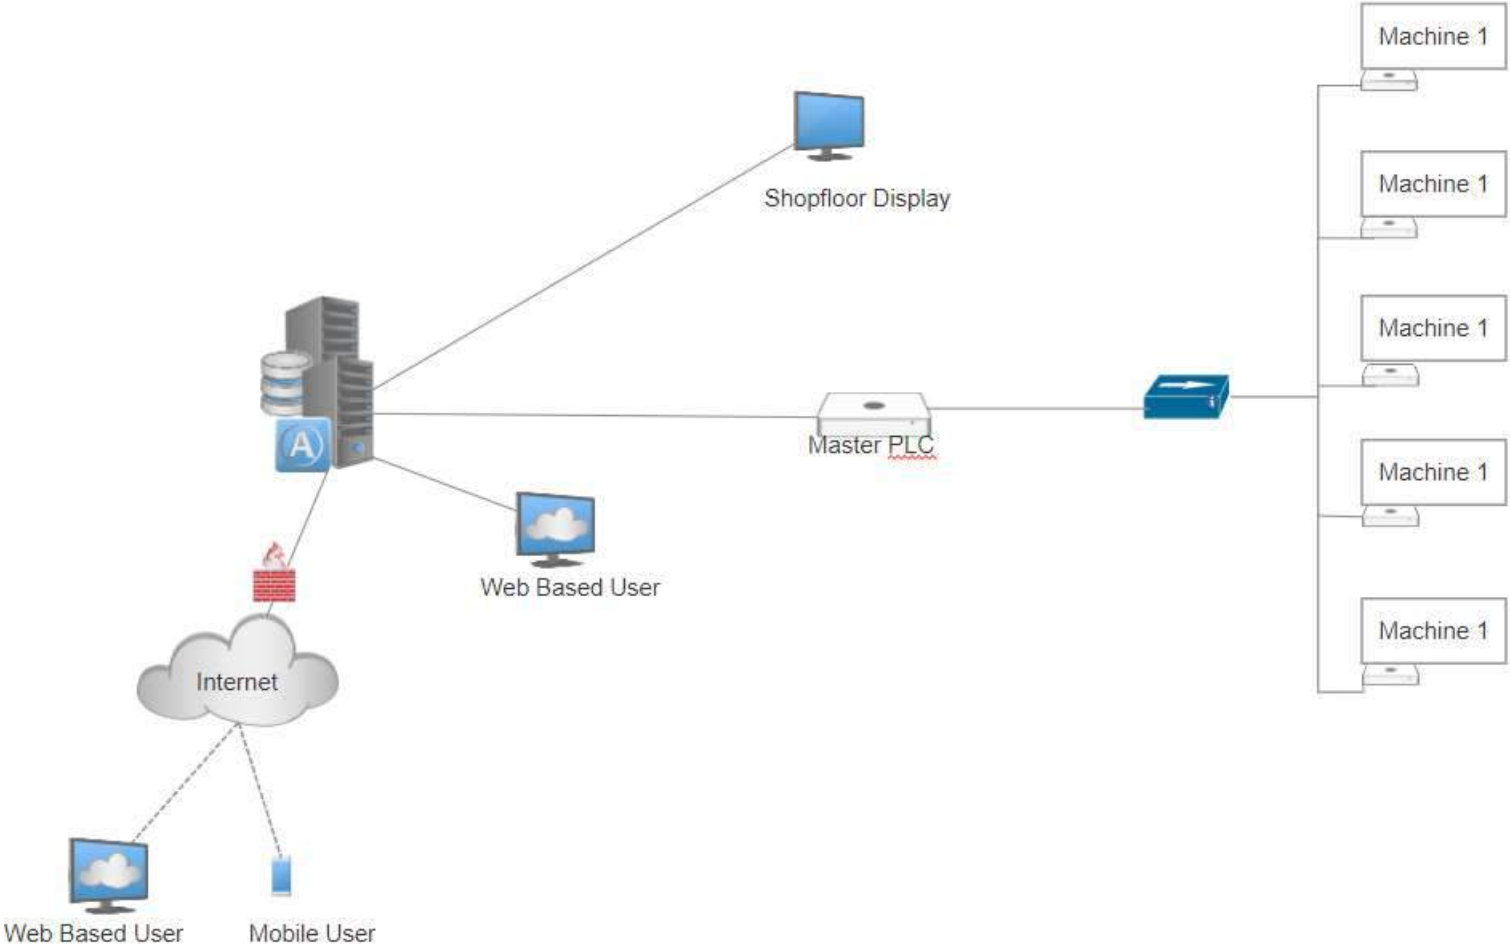 Machine 1
Machine 1
Shopfloor Display
Machine 1
A
Master PLC
Machine 1
Web Based User
Machine 1
Internet
Web Based User
Mobile User